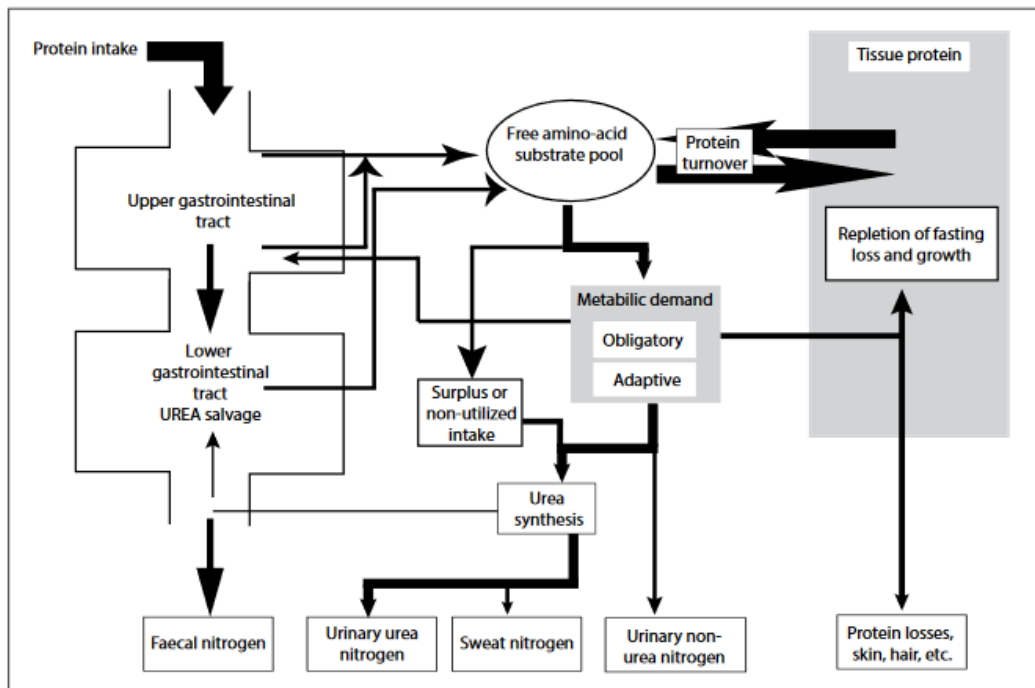 Protein intake
Tissue protein
Free amino-acid
substrate pool
Protein
turnover
Upper gastrointestinal
tract
Repletion of fasting
loss and growth
Metabilic demand
Obligatory
Adaptive
Lower
gastrointestinal
tract
UREA salvage
Surplus or
non-utilized
intake
Urea
synthesis
Faecal nitrogen
Urinary urea
nitrogen
Sweat nitrogen
Urinary non-
urea nitrogen
Protein losses,
skin, hair, etc.